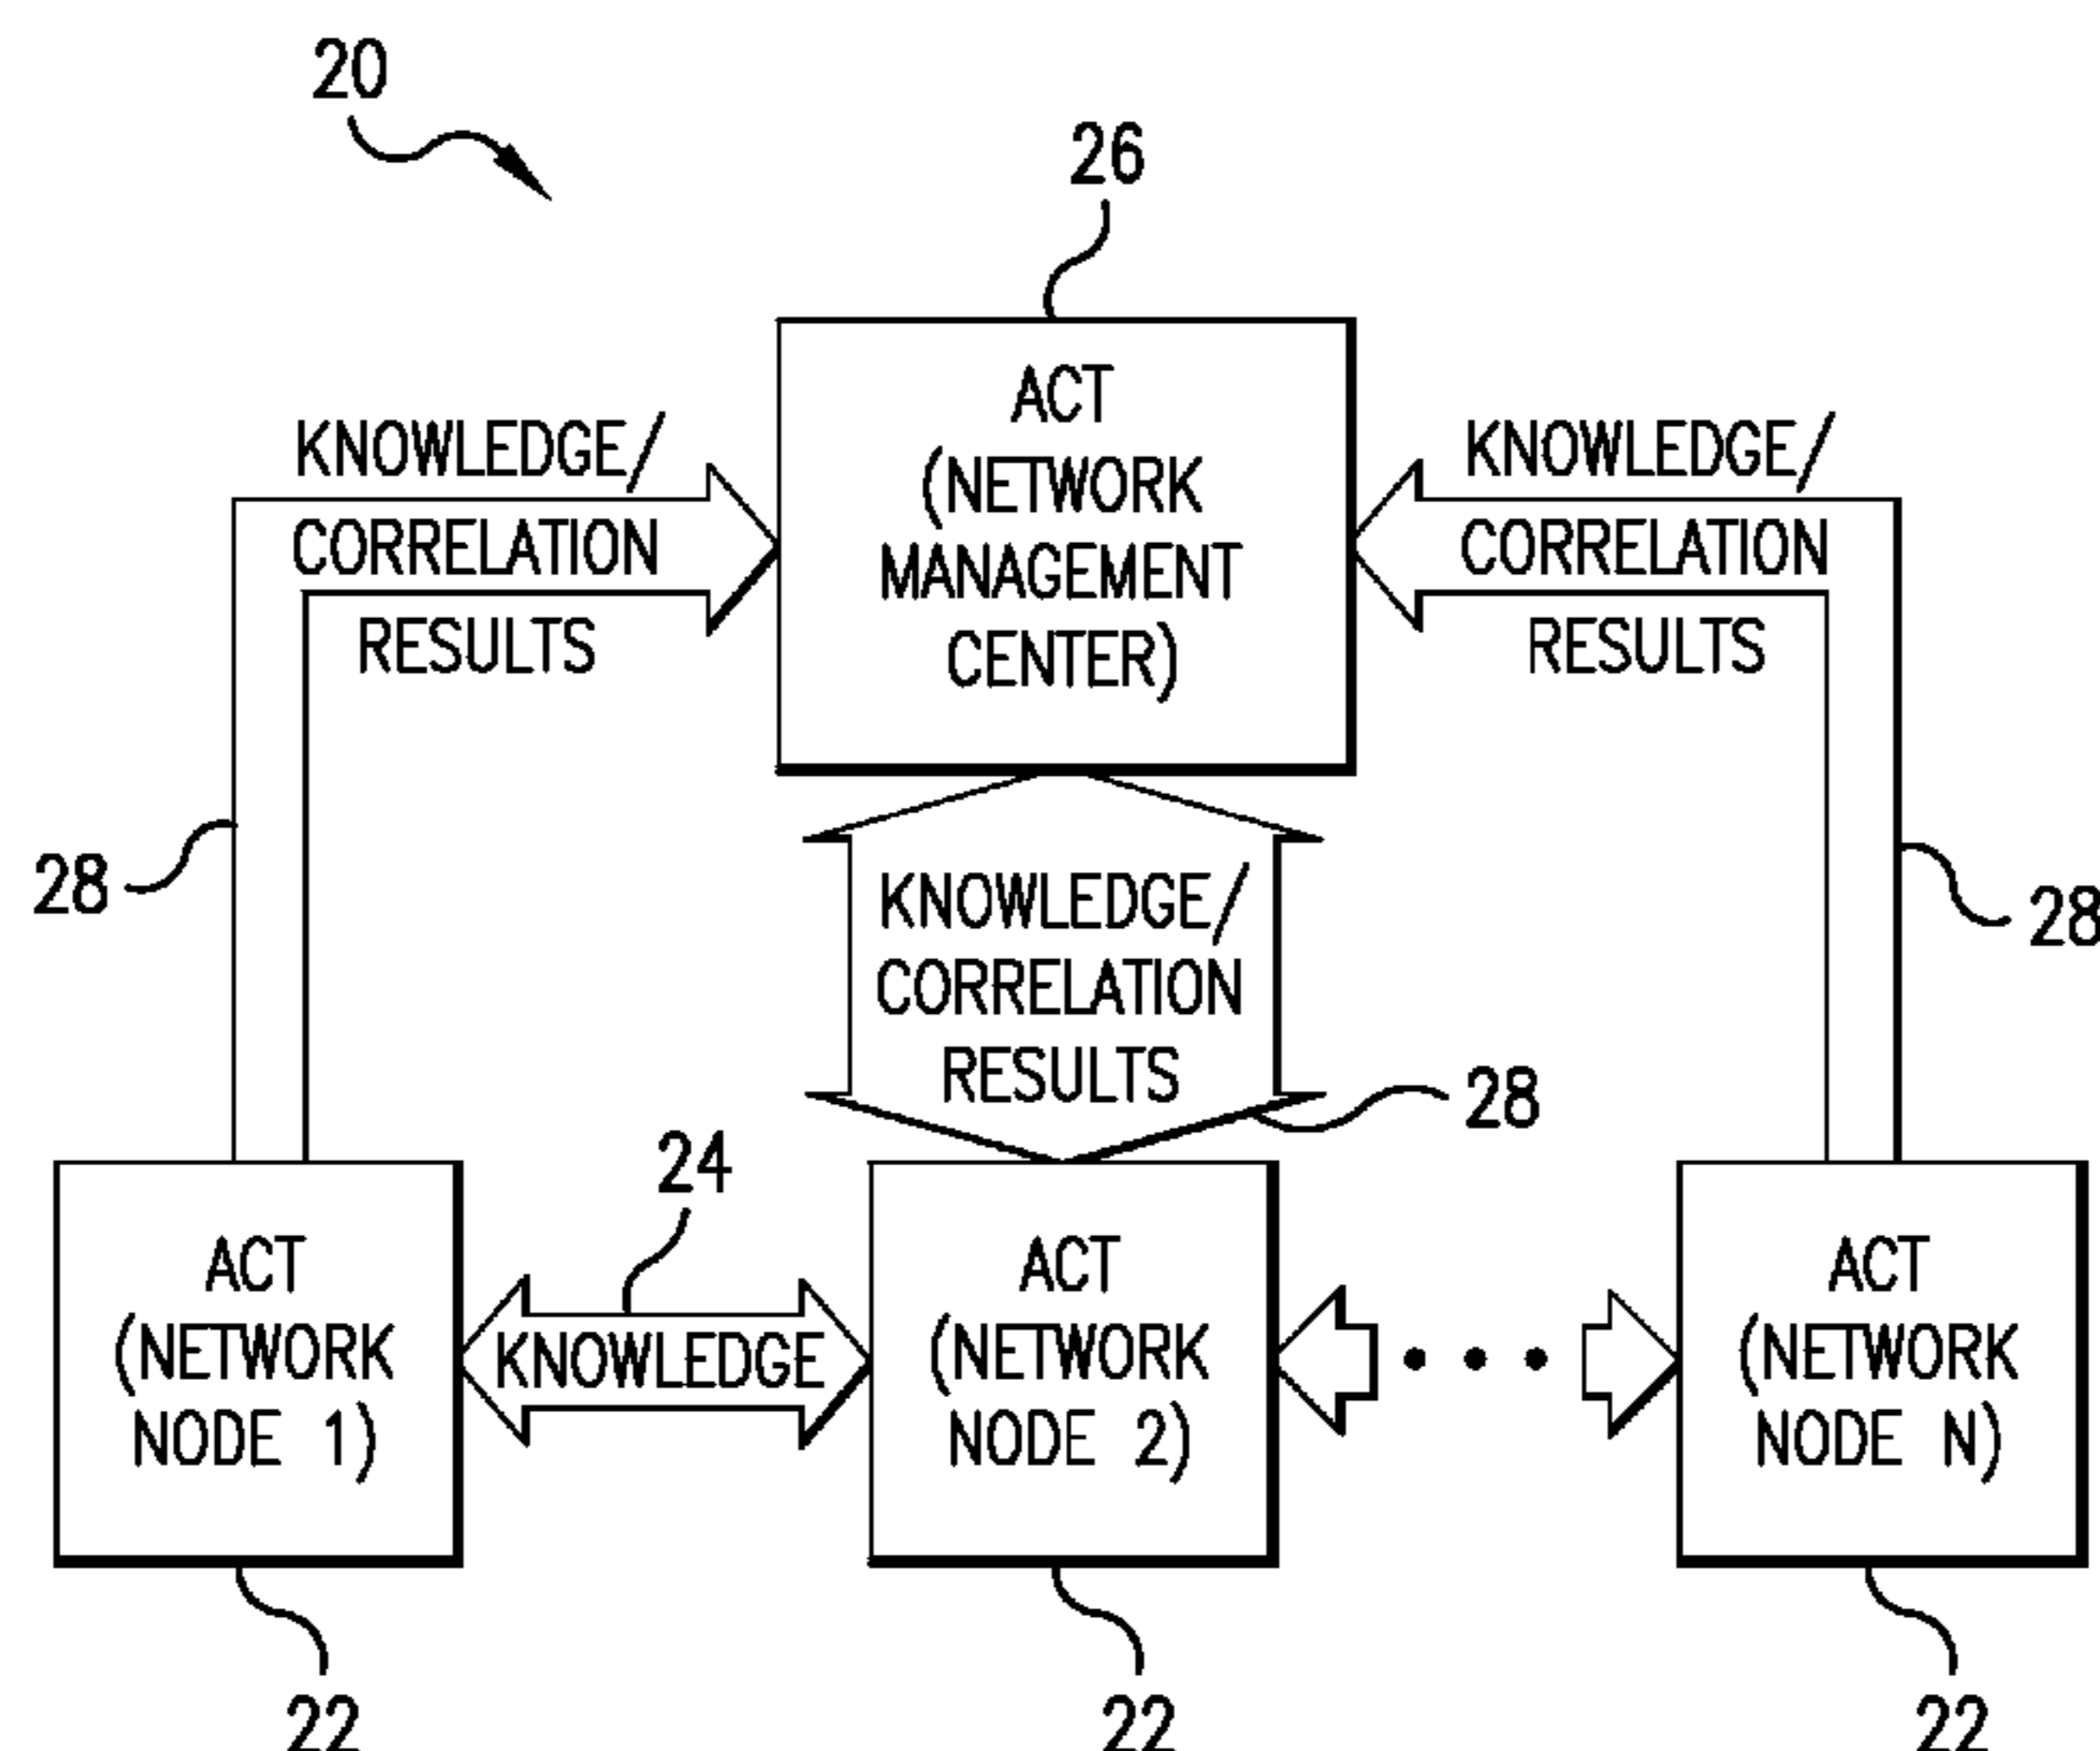 20
26
ACT
(NETWORK
MANAGEMENT
CENTER)
KNOWLEDGE/
CORRELATION
RESULTS
KNOWLEDGE/
CORRELATION
RESULTS
28
KNOWLEDGE/
CORRELATION
RESULTS
28
28
24
ACT
(NETWORK
NODE 1)
KNOWLEDGE
ACT
(NETWORK
NODE 2)
• • •
ACT
(NETWORK
NODE N)
22
22
22